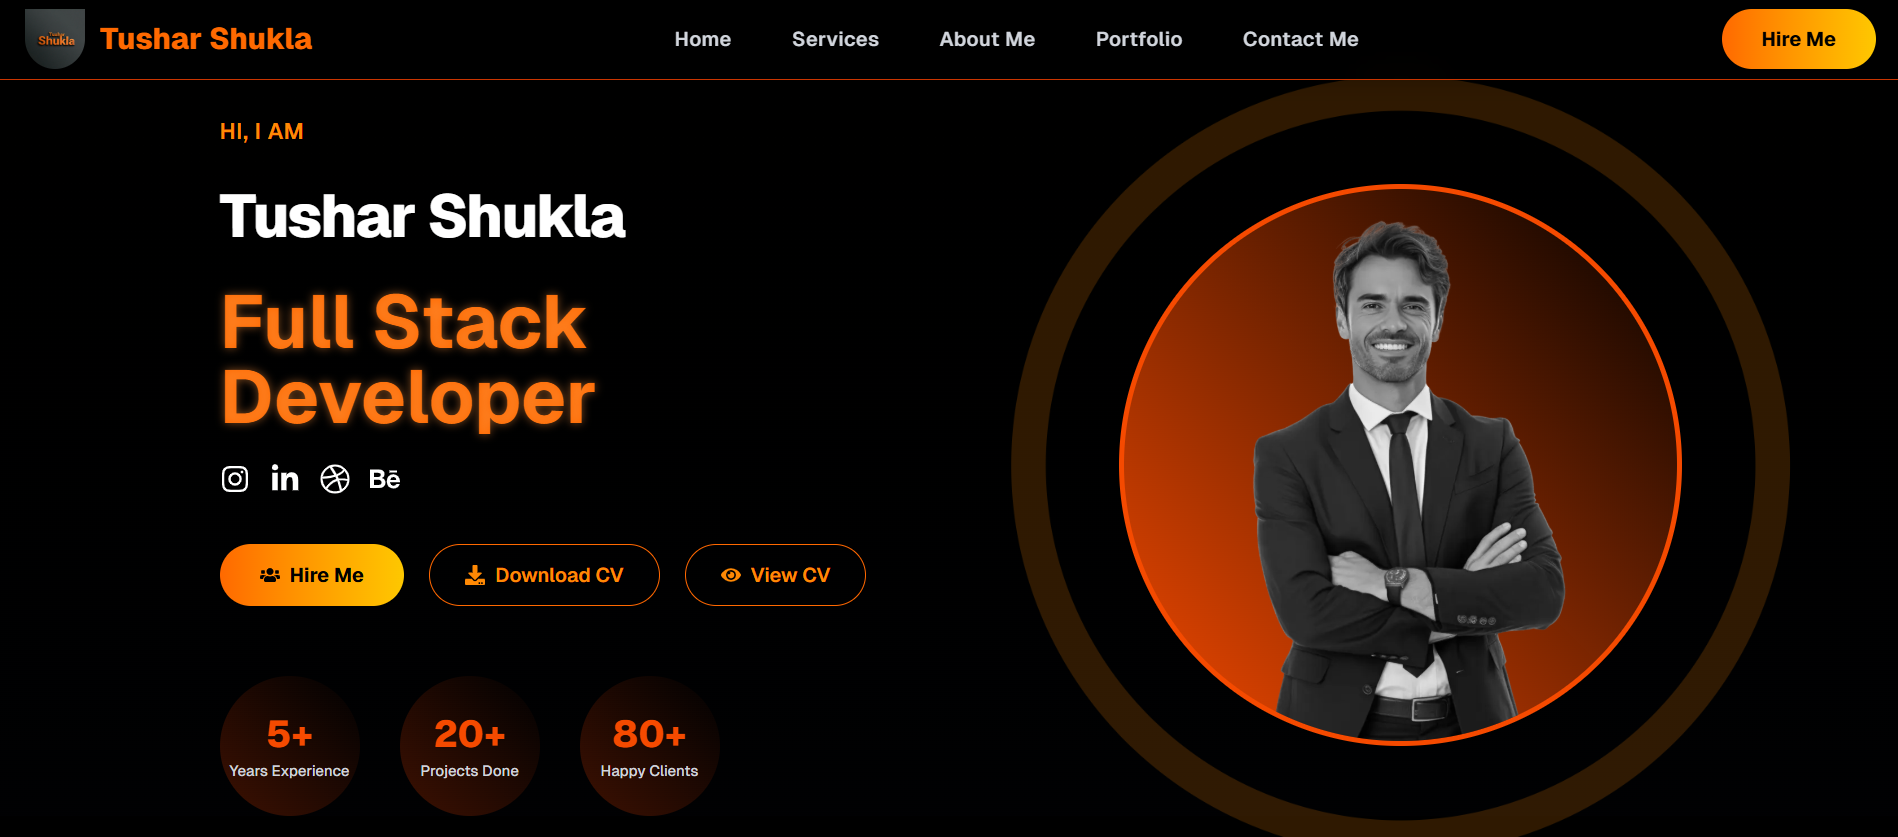 Tushar
Shukla
Tushar Shukla
Home
Services
About Me
Portfolio
Contact Me
Hire Me
HI, I AM
Tushar Shukla
Full Stack
Developer
in
Bē
Hire Me
Download CV
View CV
5+
Years Experience
20+
Projects Done
80+
Happy Clients